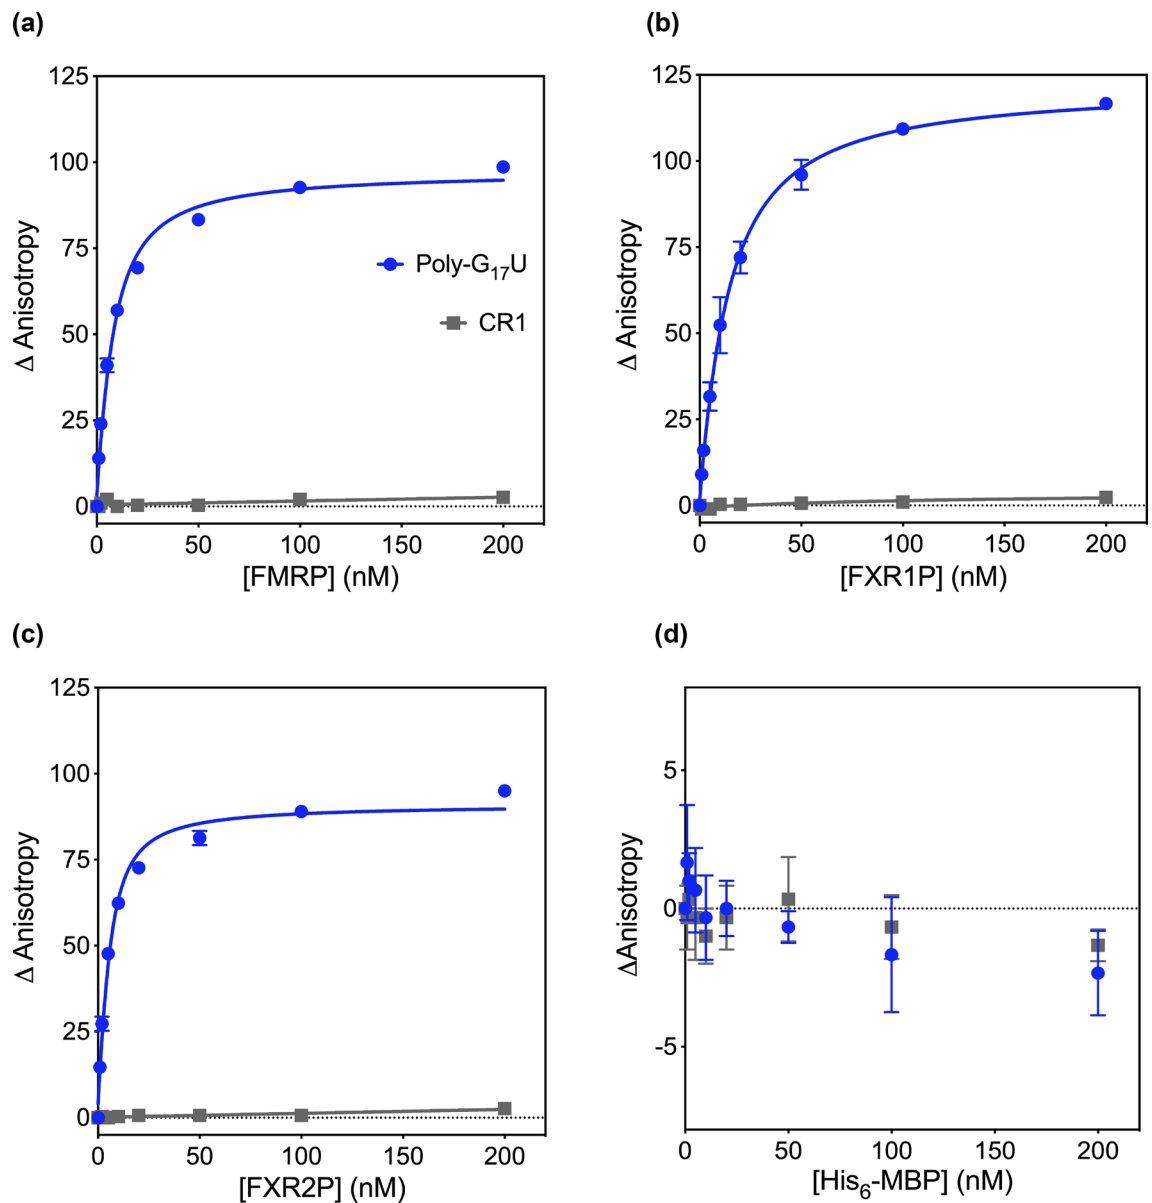 (a)
125
100
75
50
25
0
Δ Anisotropy
Poly-G₁₇U
CR1
0 50 100 150 200
[FMRP] (nM)
(b)
125
100
75
50
25
0
Δ Anisotropy
0 50 100 150 200
[FXR1P] (nM)
(c)
125
100
75
50
25
0
Δ Anisotropy
0 50 100 150 200
[FXR2P] (nM)
(d)
5
0
-5
ΔAnisotropy
0 50 100 150 200
[His₆-MBP] (nM)